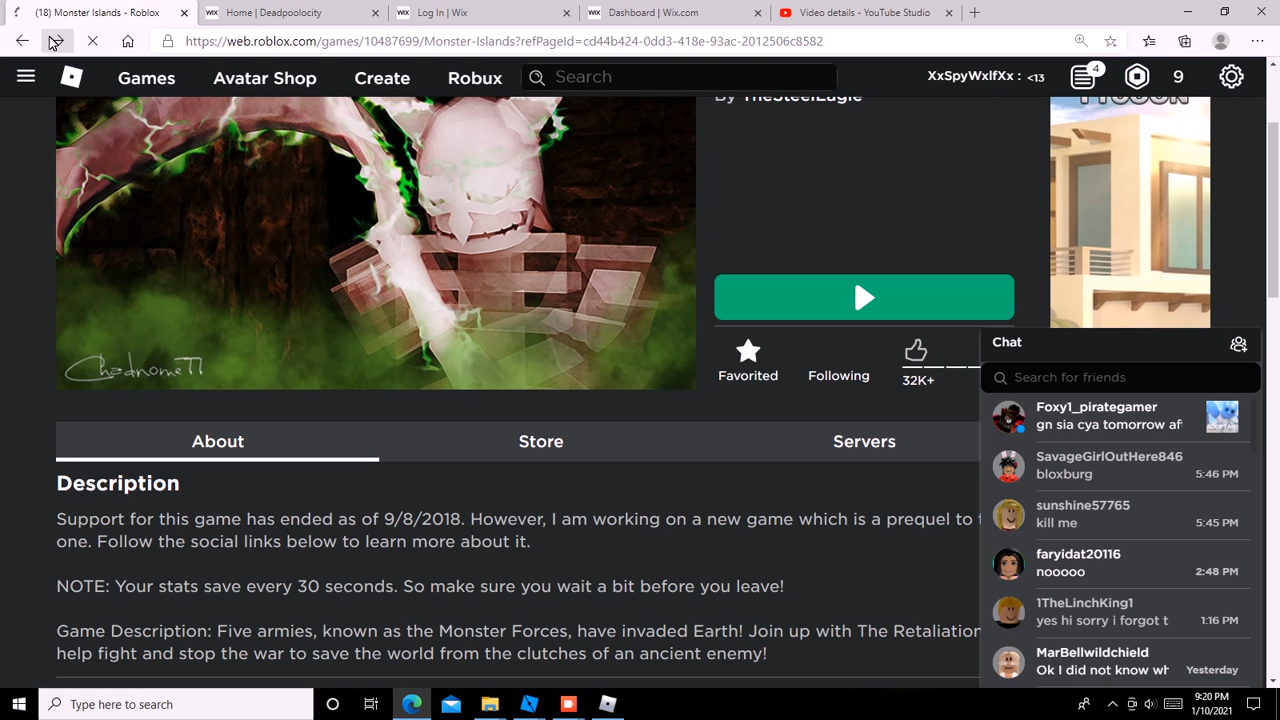 (18) Monster Islands - Roblox
Home | Deadpoolocity
Log In | Wix
Dashboard | Wix.com
Video details - YouTube Studio
https://web.roblox.com/games/10487699/Monster-Islands?refPageId=cd44b424-0dd3-418e-93ac-2012506c8582
Games
Avatar Shop
Create
Robux
Search
XxSpyWxlfXx : <13
4
9
By TheSteelEagle
TYCOON
Chadnome77
Favorited
Following
32K+
About
Store
Servers
Description
Support for this game has ended as of 9/8/2018. However, I am working on a new game which is a prequel to
one. Follow the social links below to learn more about it.
NOTE: Your stats save every 30 seconds. So make sure you wait a bit before you leave!
Game Description: Five armies, known as the Monster Forces, have invaded Earth! Join up with The Retaliation
help fight and stop the war to save the world from the clutches of an ancient enemy!
Chat
Search for friends
Foxy1_pirategamer
gn sia cya tomorrow af
SavageGirlOutHere846
bloxburg
5:46 PM
sunshine57765
kill me
5:45 PM
faryidat20116
nooooo
2:48 PM
1TheLinchKing1
yes hi sorry i forgot t
1:16 PM
MarBellwildchield
Ok I did not know wh
Yesterday
Type here to search
9:20 PM
1/10/2021